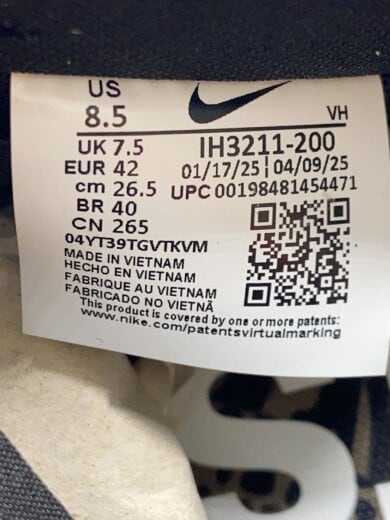 US
8.5
VH
UK 7.5
EUR 42
cm 26.5
BR 40
CN 265
IH3211-200
01/17/25 | 04/09/25
UPC 00198481454471
04YT39TGVTKVM
MADE IN VIETNAM
HECHO EN VIETNAM
FABRIQUE AU VIETNAM
FABRICADO NO VIETNÃ
This product is covered by one or more patents:
www.nike.com/patentsvirtualmarking
S